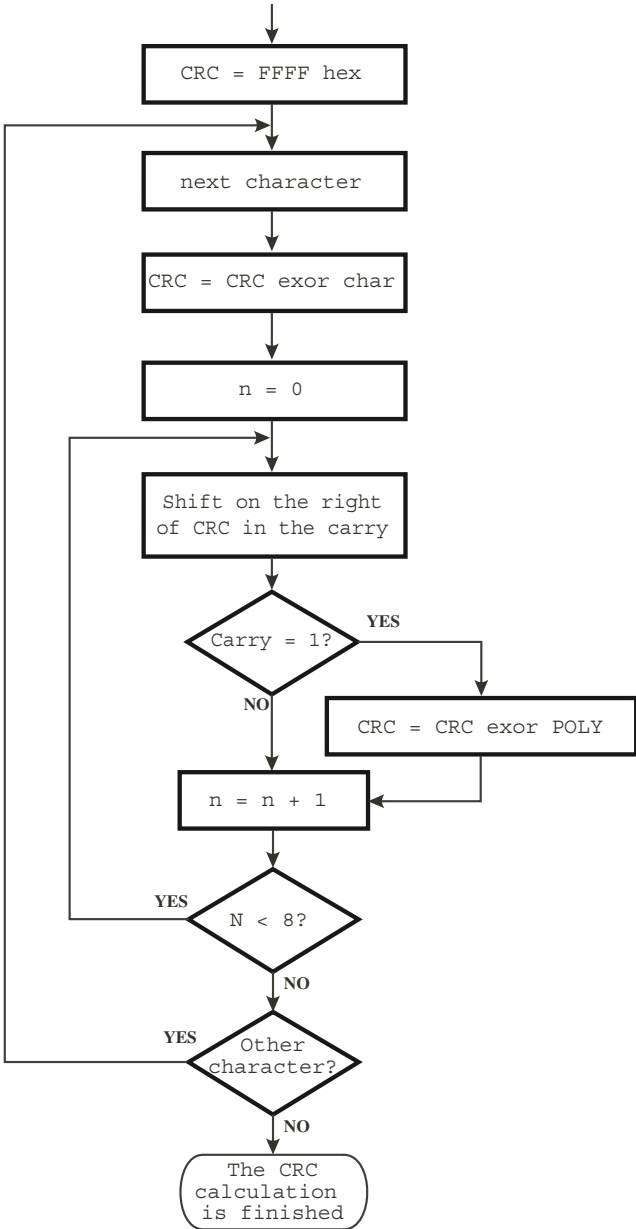 CRC = FFFF hex
next character
CRC = CRC exor char
n = 0
Shift on the right
of CRC in the carry
Carry = 1?
YES
NO
CRC = CRC exor POLY
n = n + 1
YES
N < 8?
NO
YES
Other
character?
NO
The CRC
calculation
is finished